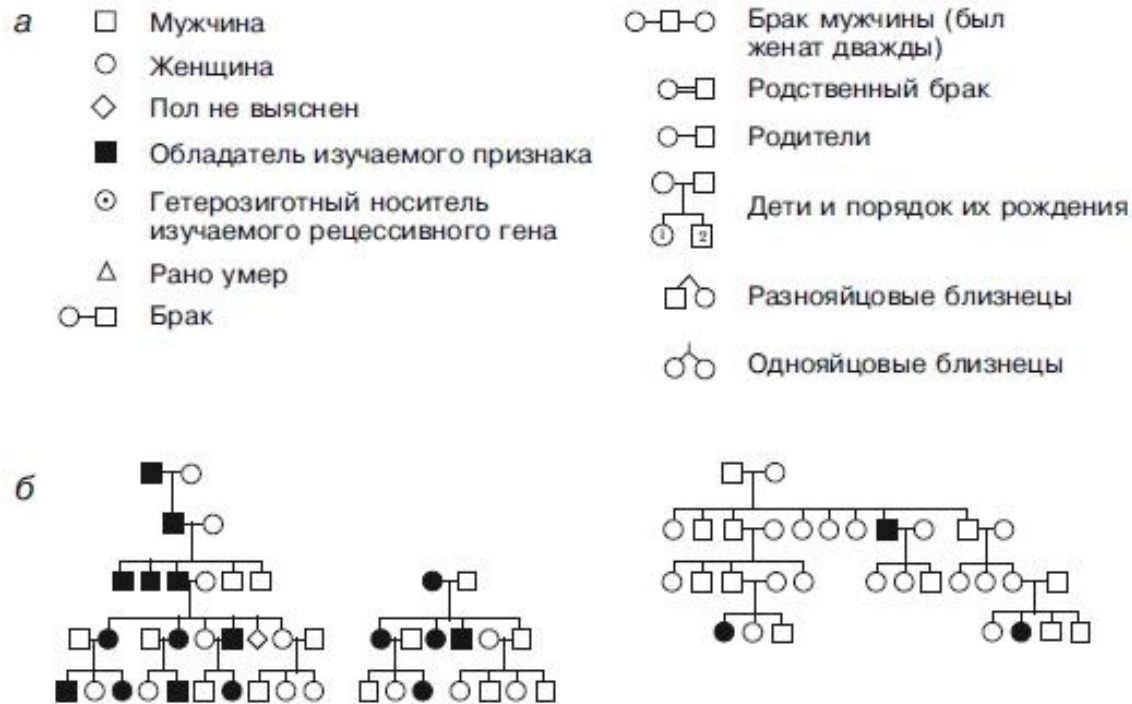 а
Мужчина
Женщина
Пол не выяснен
Обладатель изучаемого признака
Гетерозиготный носитель
изучаемого рецессивного гена
Рано умер
Брак
Брак мужчины (был
женат дважды)
Родственный брак
Родители
Дети и порядок их рождения
1 2
Разнояйцовые близнецы
Однояйцовые близнецы
б